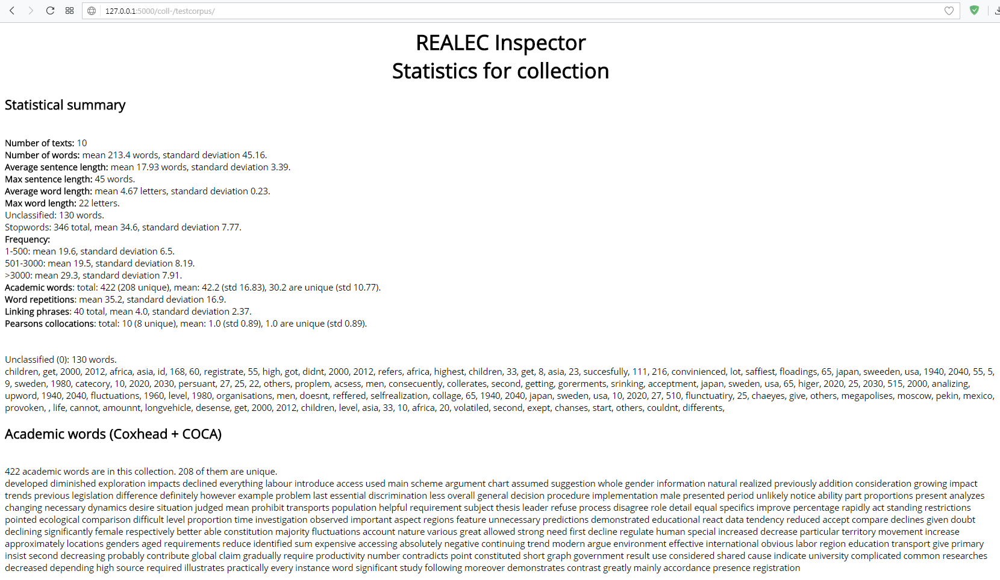 127.0.0.1:5000/coll-/testcorpus/
REALEC Inspector
Statistics for collection
Statistical summary
Number of texts: 10
Number of words: mean 213.4 words, standard deviation 45.16.
Average sentence length: mean 17.93 words, standard deviation 3.39.
Max sentence length: 45 words.
Average word length: mean 4.67 letters, standard deviation 0.23.
Max word length: 22 letters.
Unclassified: 130 words.
Stopwords: 346 total, mean 34.6, standard deviation 7.77.
Frequency:
1-500: mean 19.6, standard deviation 6.5.
501-3000: mean 19.5, standard deviation 8.19.
>3000: mean 29.3, standard deviation 7.91.
Academic words: total: 422 (208 unique), mean: 42.2 (std 16.83), 30.2 are unique (std 10.77).
Word repetitions: mean 35.2, standard deviation 16.9.
Linking phrases: 40 total, mean 4.0, standard deviation 2.37.
Pearsons collocations: total: 10 (8 unique), mean: 1.0 (std 0.89), 1.0 are unique (std 0.89).
Unclassified (0): 130 words.
children, get, 2000, 2012, africa, asia, id, 168, 60, registrate, 55, high, got, didnt, 2000, 2012, refers, africa, highest, children, 33, get, 8, asia, 23, succesfully, 111, 216, convinienced, lot, saffiest, floadings, 65, japan, sweeden, usa, 1940, 2040, 55, 5,
9, sweden, 1980, catecory, 10, 2020, 2030, persuant, 27, 25, 22, others, proplem, acsess, men, consecuently, collerates, second, getting, gorerments, srinking, acceptment, japan, sweden, usa, 65, higer, 2020, 25, 2030, 515, 2000, analizing,
upword, 1940, 2040, fluctuations, 1960, level, 1980, organisations, men, doesnt, reffered, selfrealization, collage, 65, 1940, 2040, japan, sweden, usa, 10, 2020, 27, 510, flunctuatiry, 25, chaeyes, give, others, megapolises, moscow, pekin, mexico,
provoken, , life, cannot, amounnt, longvehicle, desense, get, 2000, 2012, children, level, asia, 33, 10, africa, 20, volatiled, second, exept, chanses, start, others, couldnt, differents,
Academic words (Coxhead + COCA)
422 academic words are in this collection. 208 of them are unique.
developed diminished exploration impacts declined everything labour introduce access used main scheme argument chart assumed suggestion whole gender information natural realized previously addition consideration growing impact
trends previous legislation difference definitely however example problem last essential discrimination less overall general decision procedure implementation male presented period unlikely notice ability part proportions present analyzes
changing necessary dynamics desire situation judged mean prohibit transports population helpful requirement subject thesis leader refuse process disagree role detail equal specifics improve percentage rapidly act standing restrictions
pointed ecological comparison difficult level proportion time investigation observed important aspect regions feature unnecessary predictions demonstrated educational react data tendency reduced accept compare declines given doubt
declining significantly female respectively better able constitution majority fluctuations account nature various great allowed strong need first decline regulate human special increased decrease particular territory movement increase
approximately locations genders aged requirements reduce identified sum expensive accessing absolutely negative continuing trend modern argue environment effective international obvious labor region education transport give primary
insist second decreasing probably contribute global claim gradually require productivity number contradicts point constituted short graph government result use considered shared cause indicate university complicated common researches
decreased depending high source required illustrates practically every instance word significant study following moreover demonstrates contrast greatly mainly accordance presence registration